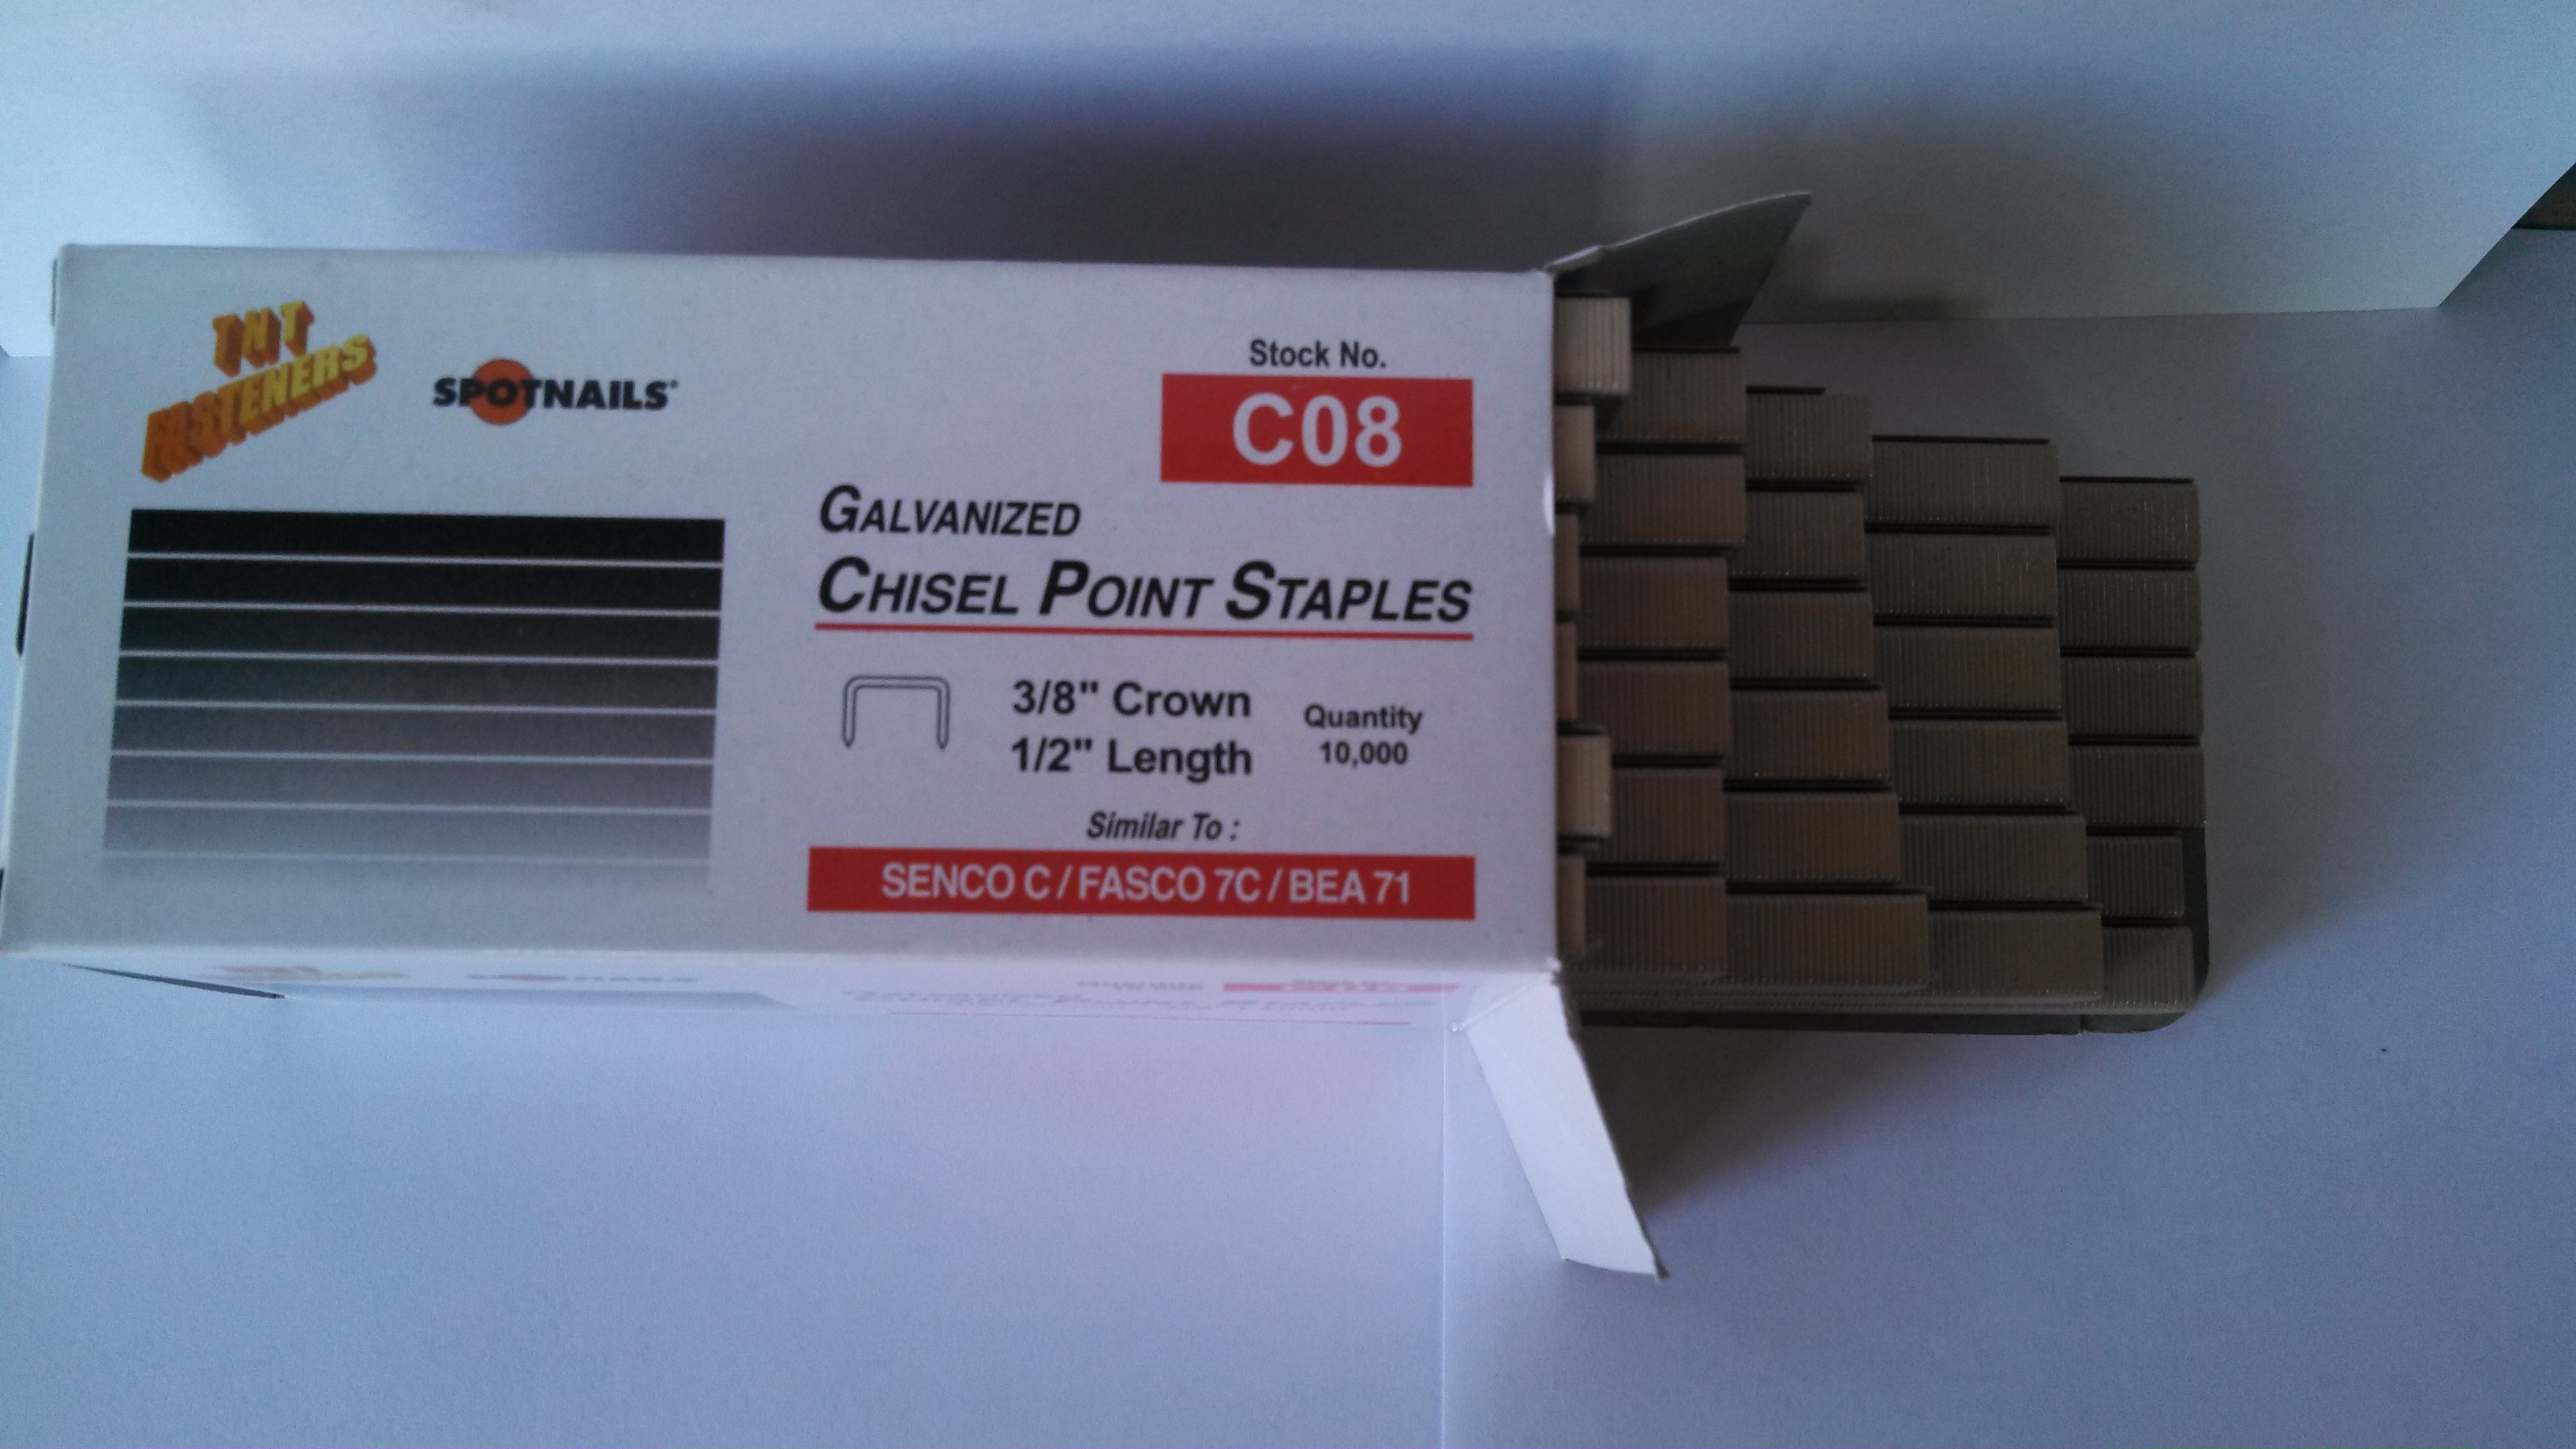 TNT
FASTENERS
SPOTNAILS®
Stock No.
C08
GALVANIZED
CHISEL POINT STAPLES
3/8" Crown
1/2" Length
Quantity
10,000
Similar To :
SENCO C / FASCO 7C / BEA 71